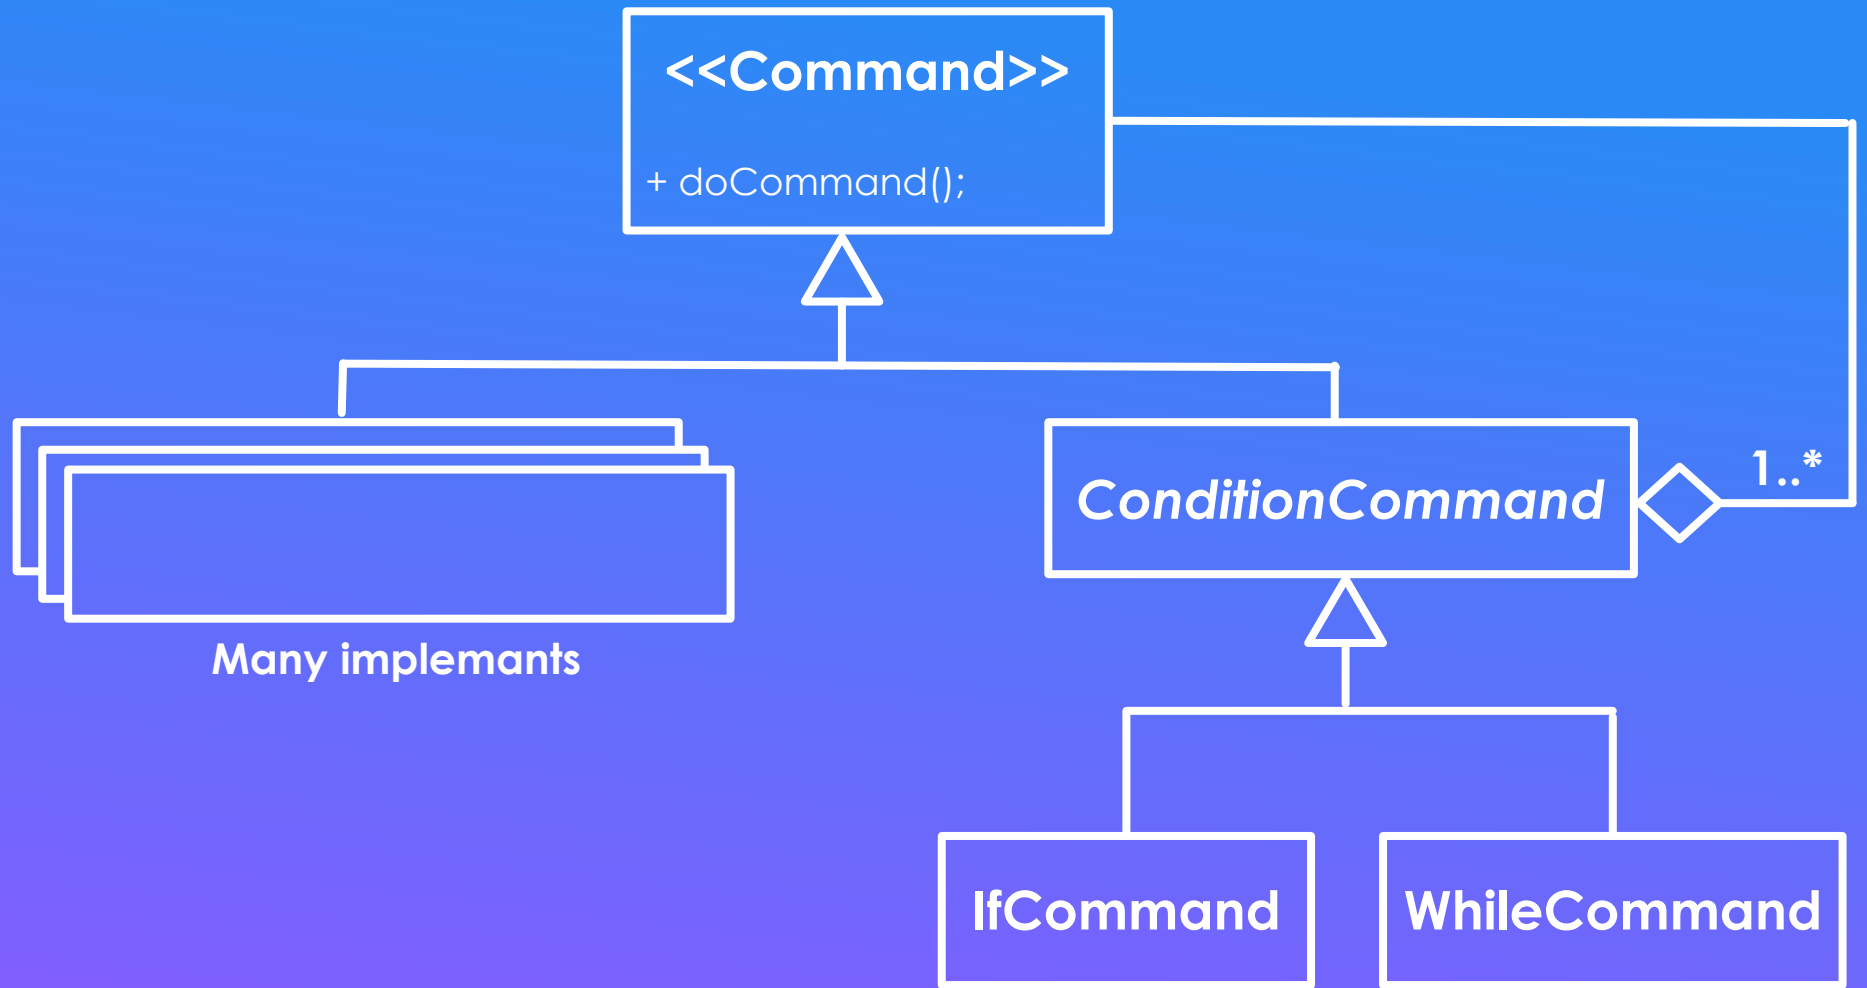 <<Command>>
+ doCommand();
1..*
ConditionCommand
Many implemants
IfCommand
WhileCommand